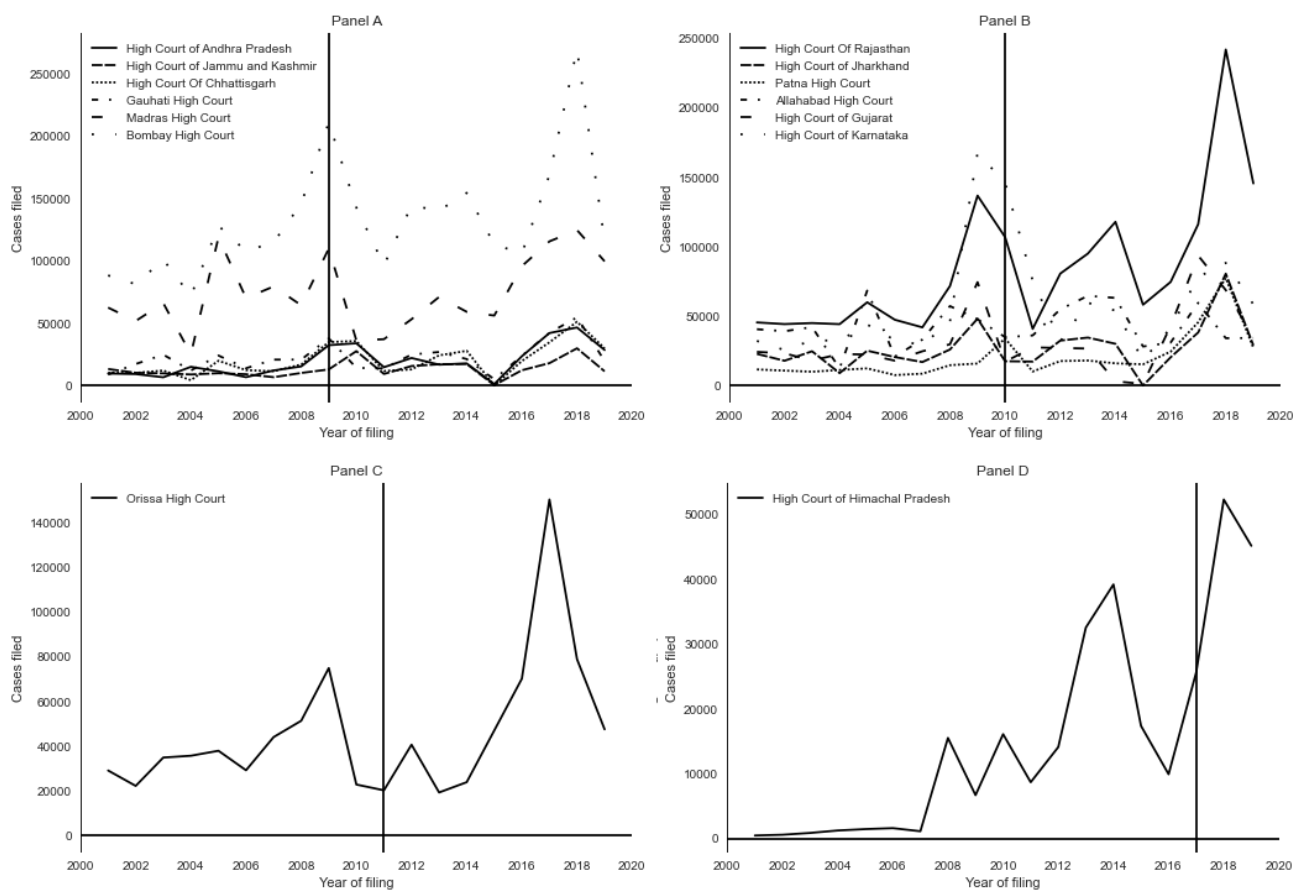 Panel A
High Court of Andhra Pradesh
High Court of Jammu and Kashmir
High Court Of Chhattisgarh
Gauhati High Court
Madras High Court
Bombay High Court
250000
200000
150000
100000
50000
0
Cases filed
2000 2002 2004 2006 2008 2010 2012 2014 2016 2018 2020
Year of filing
Panel B
High Court Of Rajasthan
High Court of Jharkhand
Patna High Court
Allahabad High Court
High Court of Gujarat
High Court of Karnataka
250000
200000
150000
100000
50000
0
Cases filed
2000 2002 2004 2006 2008 2010 2012 2014 2016 2018 2020
Year of filing
Panel C
Orissa High Court
140000
120000
100000
80000
60000
40000
20000
0
Cases filed
2000 2002 2004 2006 2008 2010 2012 2014 2016 2018 2020
Year of filing
Panel D
High Court of Himachal Pradesh
50000
40000
30000
20000
10000
0
Cases filed
2000 2002 2004 2006 2008 2010 2012 2014 2016 2018 2020
Year of filing